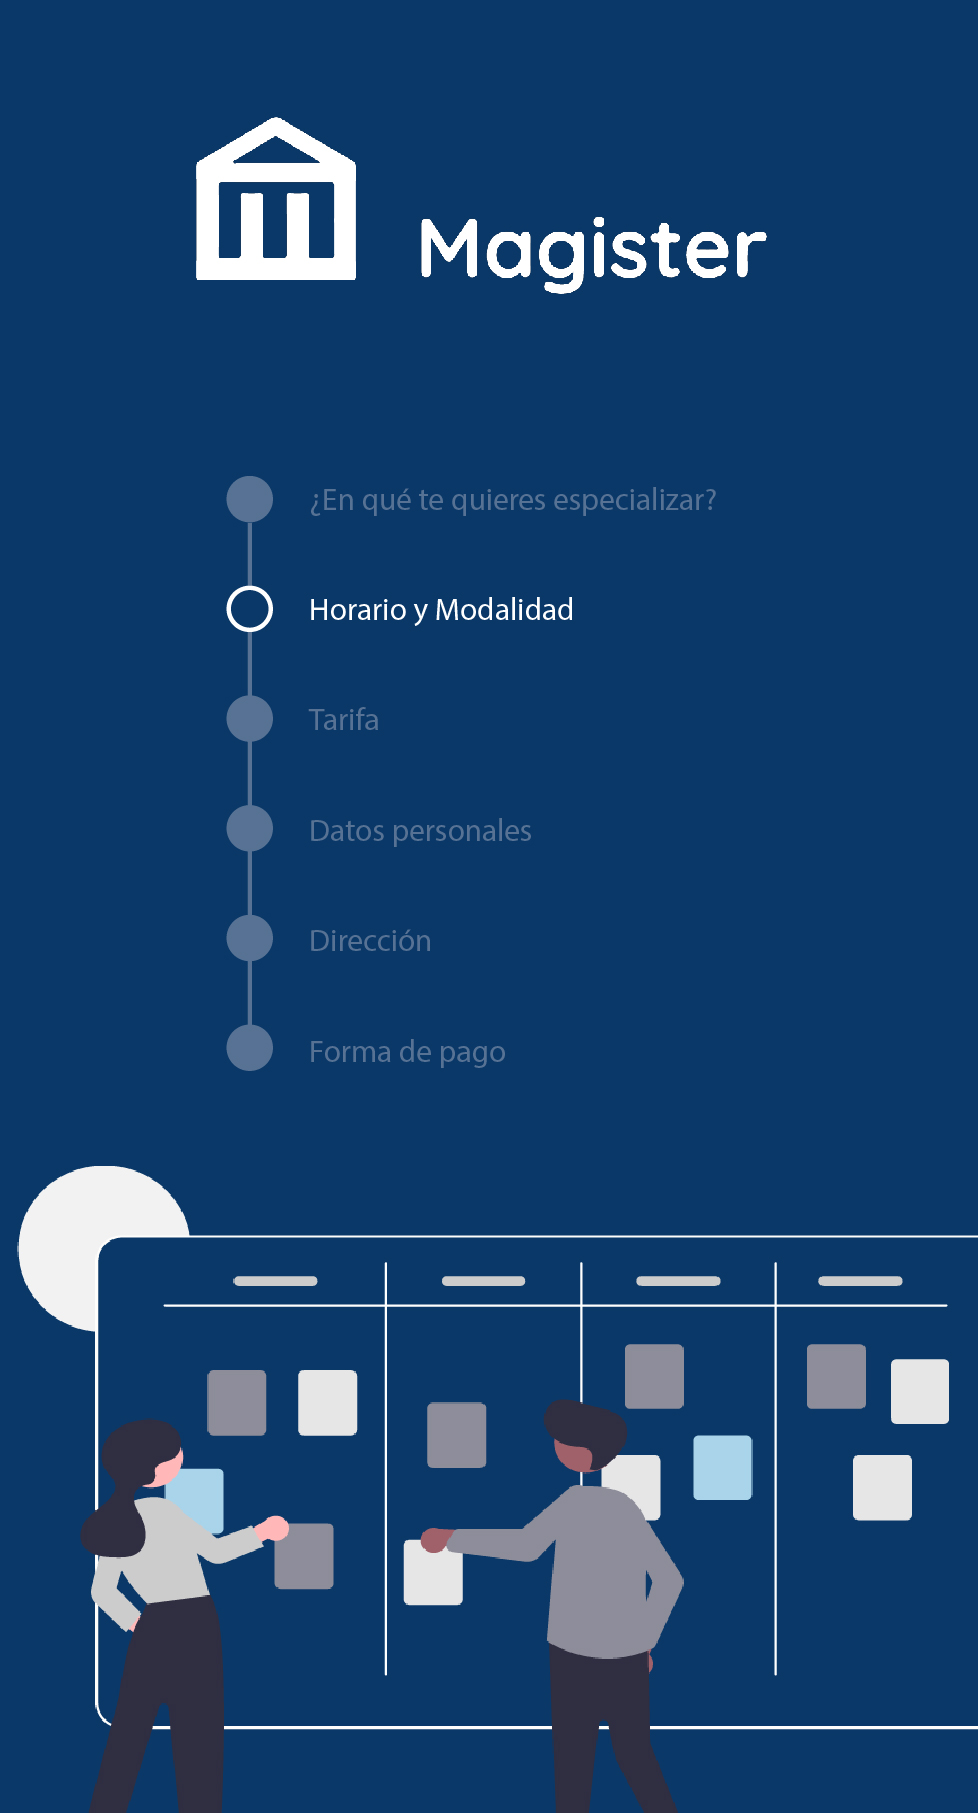 Magister
¿En qué te quieres especializar?
Horario y Modalidad
Tarifa
Datos personales
Dirección
Forma de pago